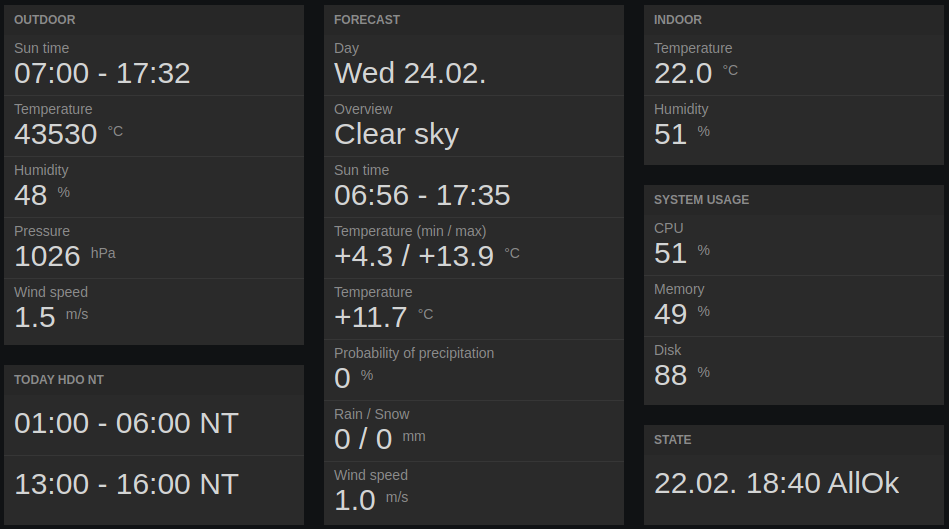 OUTDOOR
Sun time
07:00 - 17:32
Temperature
43530 °C
Humidity
48 %
Pressure
1026 hPa
Wind speed
1.5 m/s
TODAY HDO NT
01:00 - 06:00 NT
13:00 - 16:00 NT
FORECAST
Day
Wed 24.02.
Overview
Clear sky
Sun time
06:56 - 17:35
Temperature (min / max)
+4.3 / +13.9 °C
Temperature
+11.7 °C
Probability of precipitation
0 %
Rain / Snow
0 / 0 mm
Wind speed
1.0 m/s
INDOOR
Temperature
22.0 °C
Humidity
51 %
SYSTEM USAGE
CPU
51 %
Memory
49 %
Disk
88 %
STATE
22.02. 18:40 AllOk